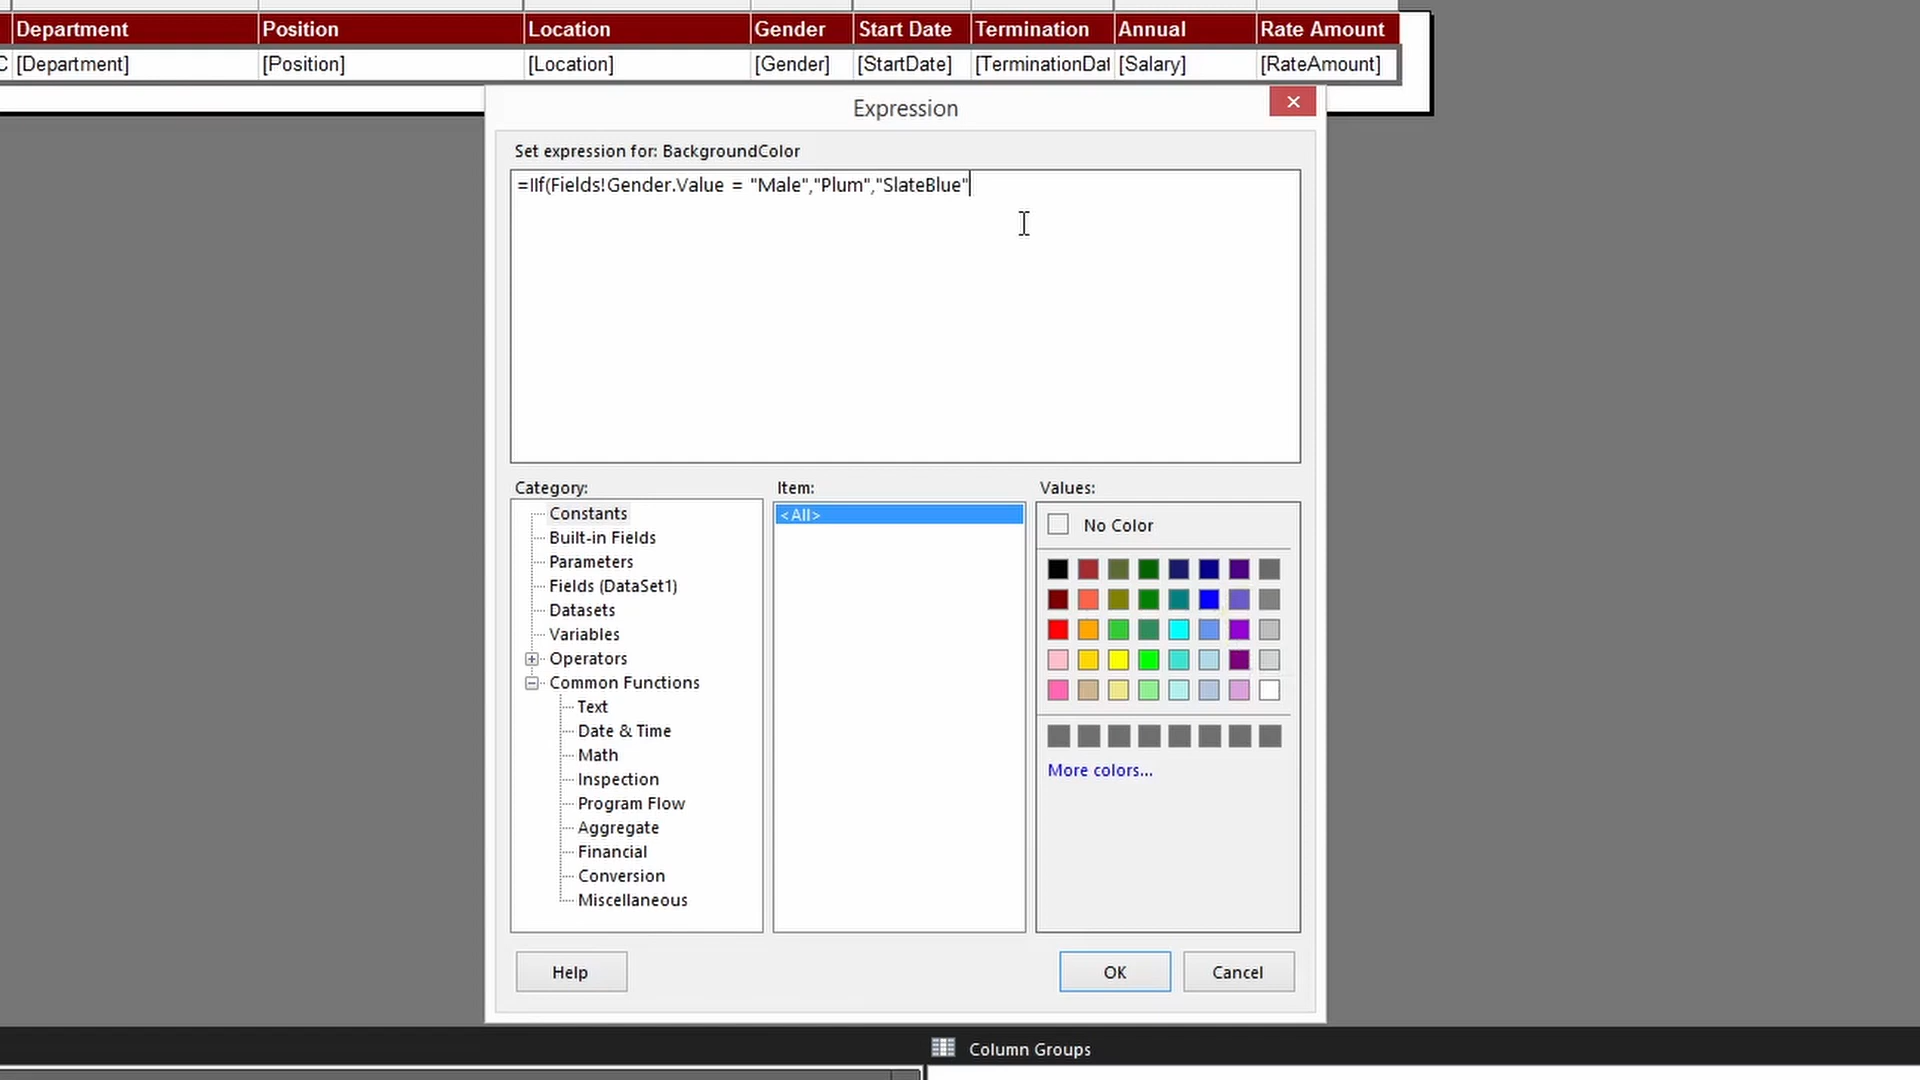 Department Position Location Gender Start Date Termination Annual Rate Amount
C [Department] [Position] [Location] [Gender] [StartDate] [TerminationDat [Salary] [RateAmount]
Expression
Set expression for: BackgroundColor
=IIf(Fields!Gender.Value = "Male","Plum","SlateBlue"
Category: Item: Values:
Constants <All> No Color
Built-in Fields
Parameters
Fields (DataSet1)
Datasets
Variables
Operators
Common Functions
Text
Date & Time
Math
More colors...
Inspection
Program Flow
Aggregate
Financial
Conversion
Miscellaneous
Help OK Cancel
Column Groups